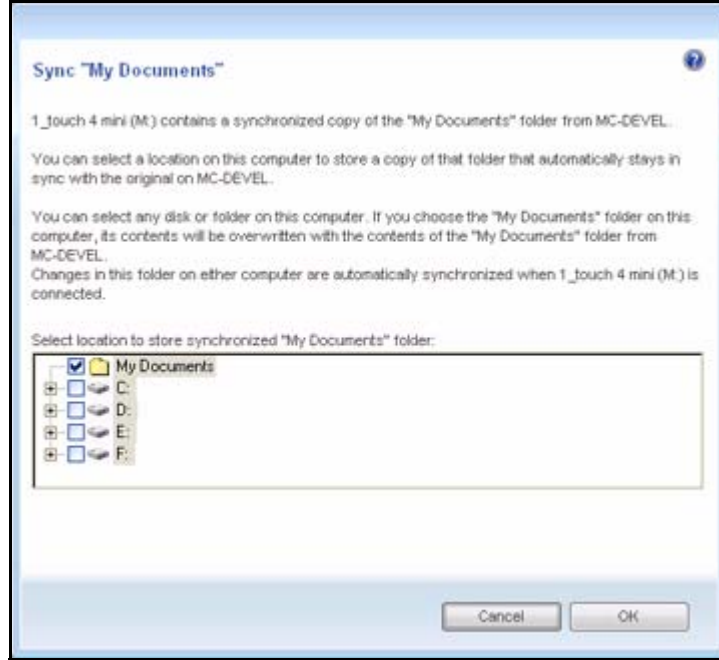 Sync "My Documents"
1_touch 4 mini (M:) contains a synchronized copy of the "My Documents" folder from MC-DEVEL.
You can select a location on this computer to store a copy of that folder that automatically stays in
sync with the original on MC-DEVEL.
You can select any disk or folder on this computer. If you choose the "My Documents" folder on this
computer, its contents will be overwritten with the contents of the "My Documents" folder from
MC-DEVEL.
Changes in this folder on either computer are automatically synchronized when 1_touch 4 mini (M:) is
connected.
Select location to store synchronized "My Documents" folder:
My Documents
C:
D:
E:
F:
Cancel OK